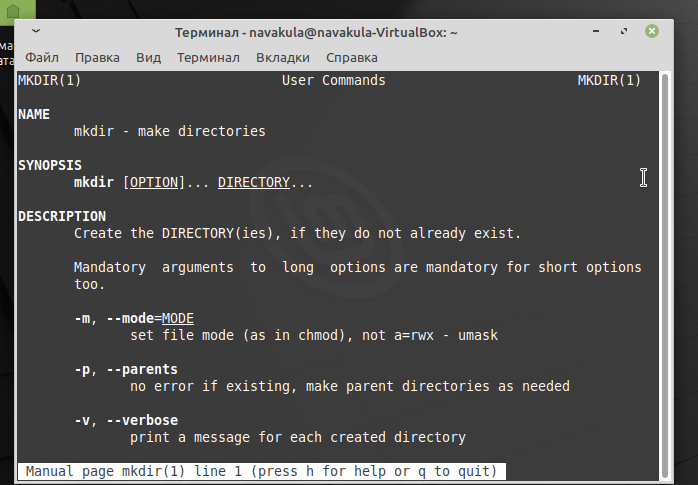 Терминал - navakula@navakula-VirtualBox: ~
Файл Правка Вид Терминал Вкладки Справка
MKDIR(1) User Commands MKDIR(1)
NAME
mkdir - make directories
SYNOPSIS
mkdir [OPTION]... DIRECTORY...
DESCRIPTION
Create the DIRECTORY(ies), if they do not already exist.
Mandatory arguments to long options are mandatory for short options
too.
-m, --mode=MODE
set file mode (as in chmod), not a=rwx - umask
-p, --parents
no error if existing, make parent directories as needed
-v, --verbose
print a message for each created directory
Manual page mkdir(1) line 1 (press h for help or q to quit)